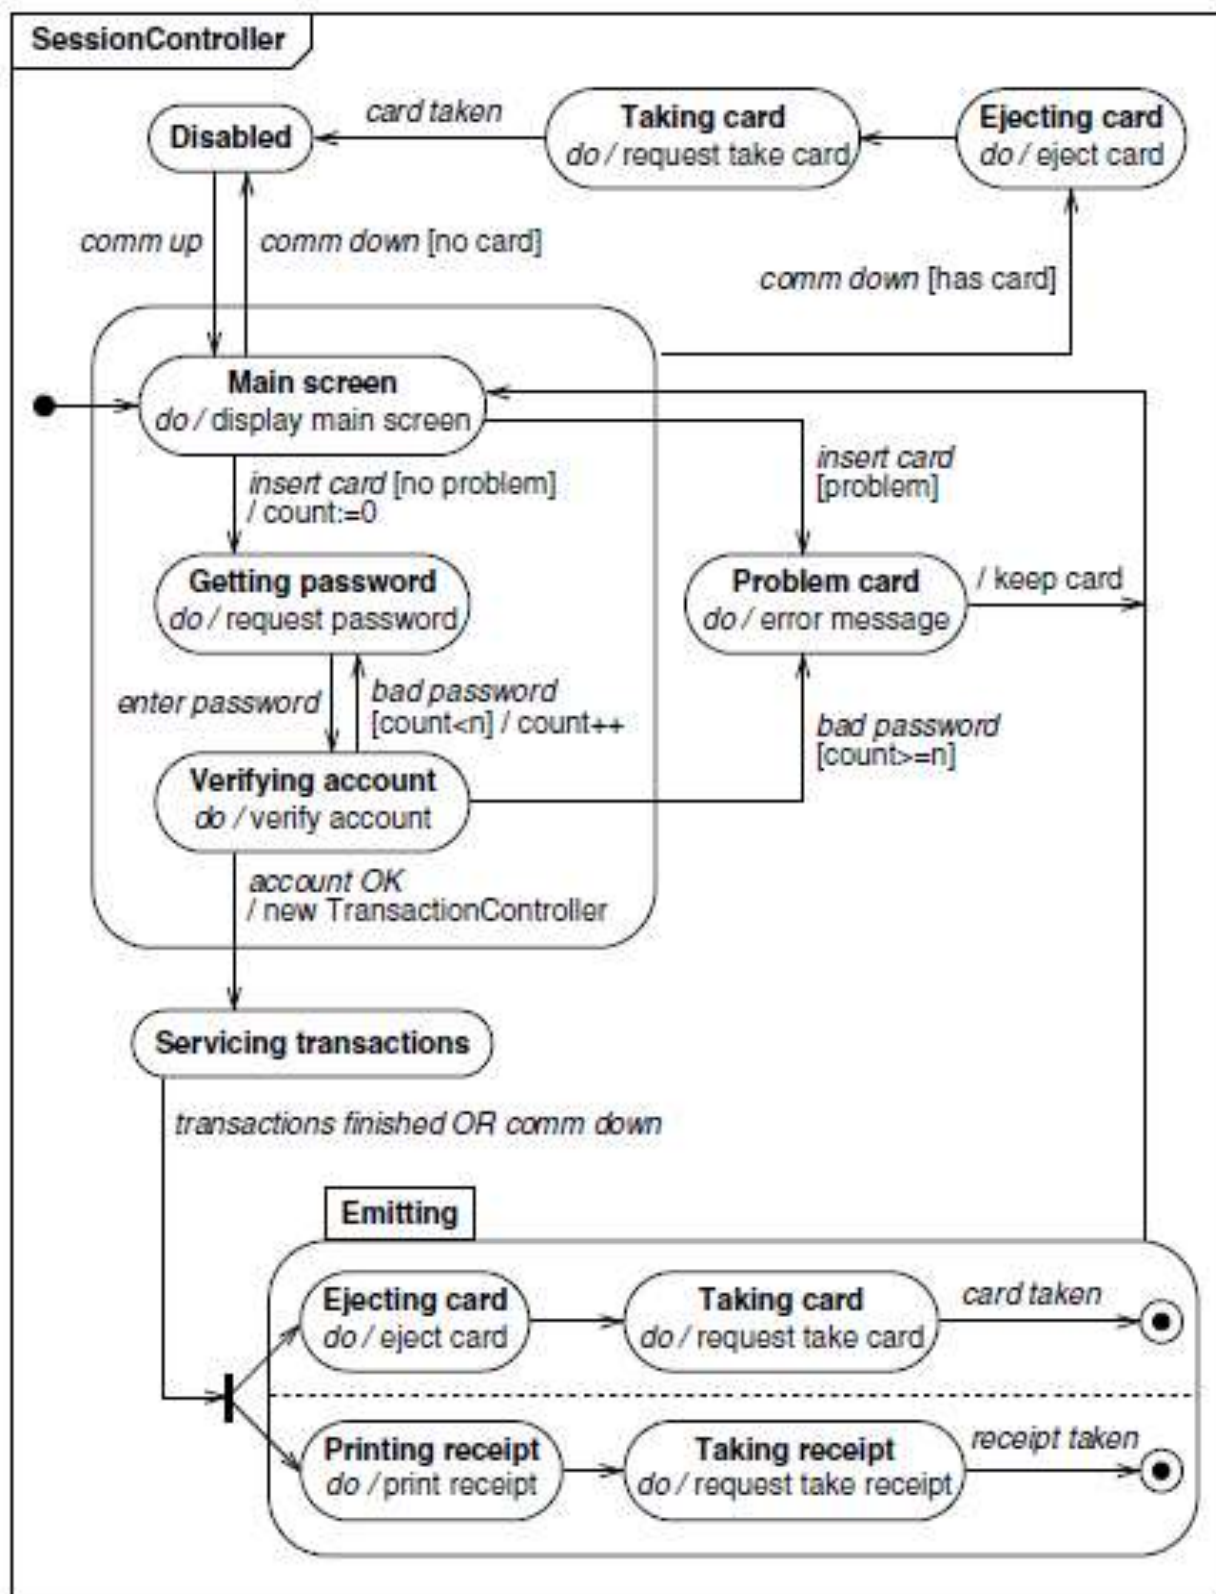 SessionController
Disabled
card taken
Taking card
do / request take card
Ejecting card
do / eject card
comm up
comm down [no card]
comm down [has card]
Main screen
do / display main screen
insert card [no problem]
/ count:=0
insert card
[problem]
Getting password
do / request password
Problem card
do / error message
/ keep card
enter password
bad password
[count<n] / count++
bad password
[count>=n]
Verifying account
do / verify account
account OK
/ new TransactionController
Servicing transactions
transactions finished OR comm down
Emitting
Ejecting card
do / eject card
Taking card
do / request take card
card taken
Printing receipt
do / print receipt
Taking receipt
do / request take receipt
receipt taken